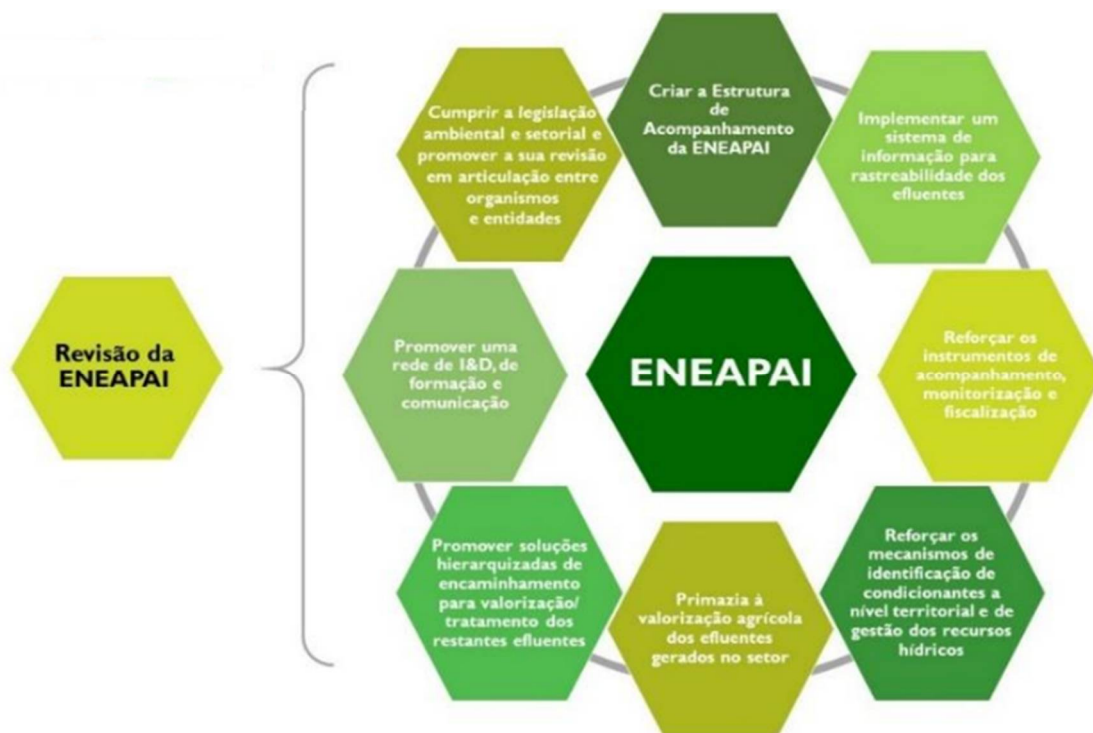 Revisão da
ENEAPAI
Criar a Estrutura
de
Acompanhamento
da ENEAPAI
Implementar um
sistema de
informação para
rastreabilidade dos
efluentes
Reforçar os
instrumentos de
acompanhamento,
monitorização e
fiscalização
Reforçar os
mecanismos de
identificação de
condicionantes a
nível territorial e de
gestão dos recursos
hídricos
Primazia à
valorização agrícola
dos efluentes
gerados no setor
Promover soluções
hierarquizadas de
encaminhamento
para valorização/
tratamento dos
restantes efluentes
Promover uma
rede de I&D, de
formação e
comunicação
Cumprir a legislação
ambiental e setorial e
promover a sua revisão
em articulação entre
organismos
e entidades
ENEAPAI